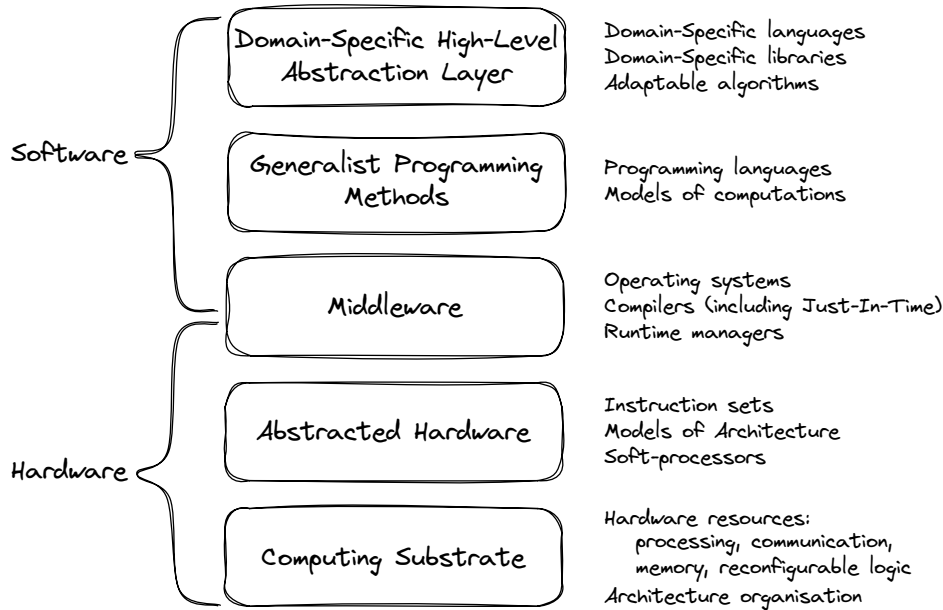 Domain-Specific High-Level
Abstraction Layer
Domain-Specific languages
Domain-Specific libraries
Adaptable algorithms
Software
Generalist Programming
Methods
Programming languages
Models of computations
Middleware
Operating systems
Compilers (including Just-In-Time)
Runtime managers
Hardware
Abstracted Hardware
Instruction sets
Models of Architecture
Soft-processors
Computing Substrate
Hardware resources:
processing, communication,
memory, reconfigurable logic
Architecture organisation